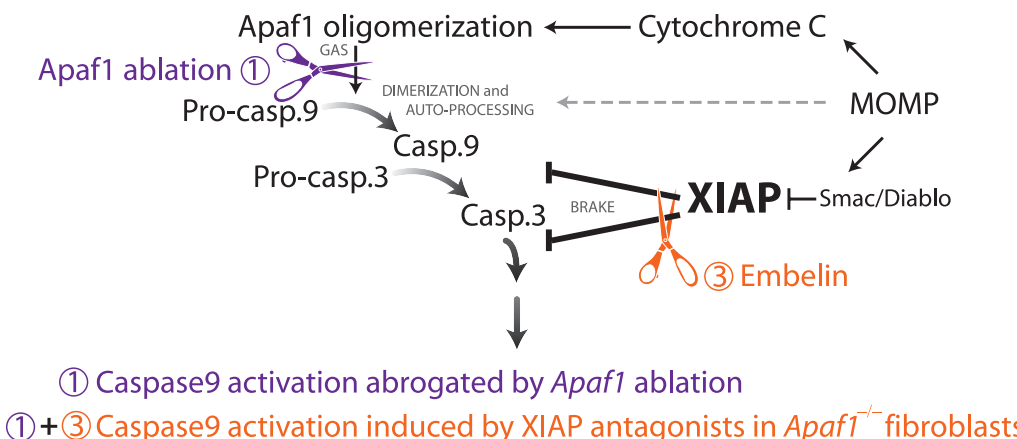 Apaf1 oligomerization
Cytochrome C
GAS
Apaf1 ablation ①
MOMP
DIMERIZATION and
AUTO-PROCESSING
Pro-casp.9
Casp.9
Pro-casp.3
Casp.3
BRAKE
XIAP
Smac/Diablo
③ Embelin
① Caspase9 activation abrogated by Apaf1 ablation
①+③ Caspase9 activation induced by XIAP antagonists in Apaf1⁻/⁻ fibroblasts